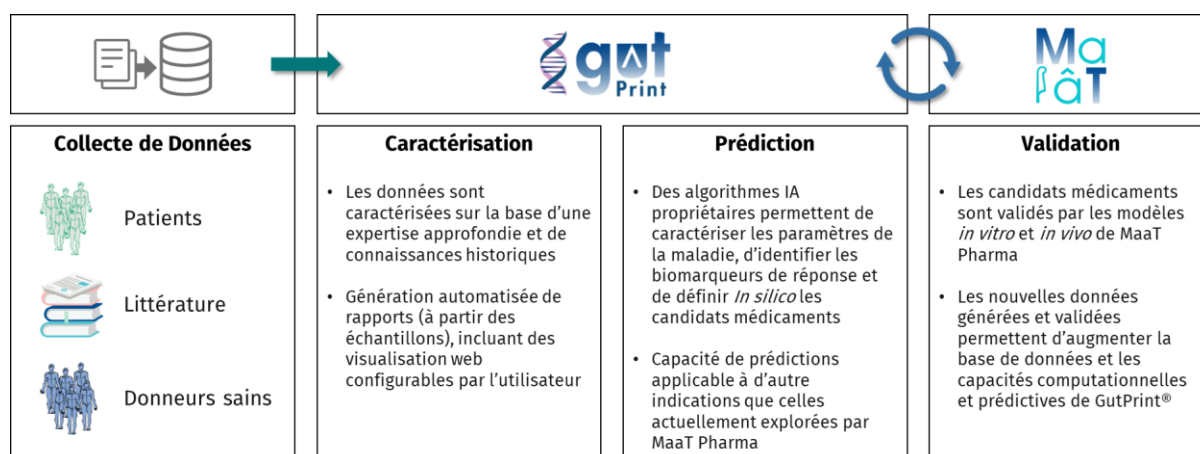 gut
Print
Ma
âT
Collecte de Données
Patients
Littérature
Donneurs sains
Caractérisation
• Les données sont
caractérisées sur la base d’une
expertise approfondie et de
connaissances historiques
• Génération automatisée de
rapports (à partir des
échantillons), incluant des
visualisation web
configurables par l’utilisateur
Prédiction
• Des algorithmes IA
propriétaires permettent de
caractériser les paramètres de
la maladie, d’identifier les
biomarqueurs de réponse et
de définir In silico les
candidats médicaments
• Capacité de prédictions
applicable à d’autre
indications que celles
actuellement explorées par
MaaT Pharma
Validation
• Les candidats médicaments
sont validés par les modèles
in vitro et in vivo de MaaT
Pharma
• Les nouvelles données
générées et validées
permettent d’augmenter la
base de données et les
capacités computationnelles
et prédictives de GutPrint®